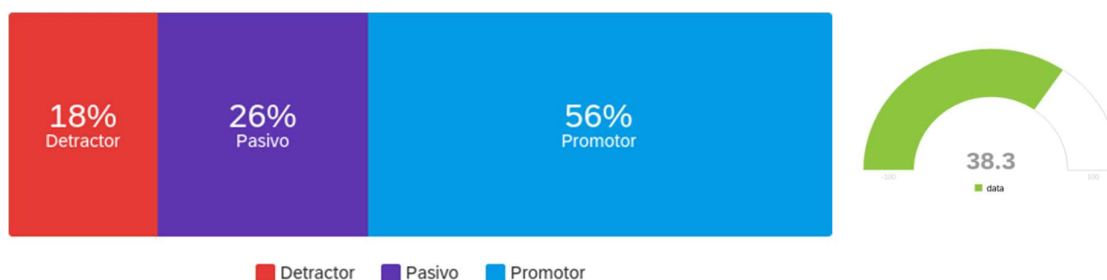 18%
Detractor
26%
Pasivo
56%
Promotor
38.3
-100
100
data
Detractor Pasivo Promotor